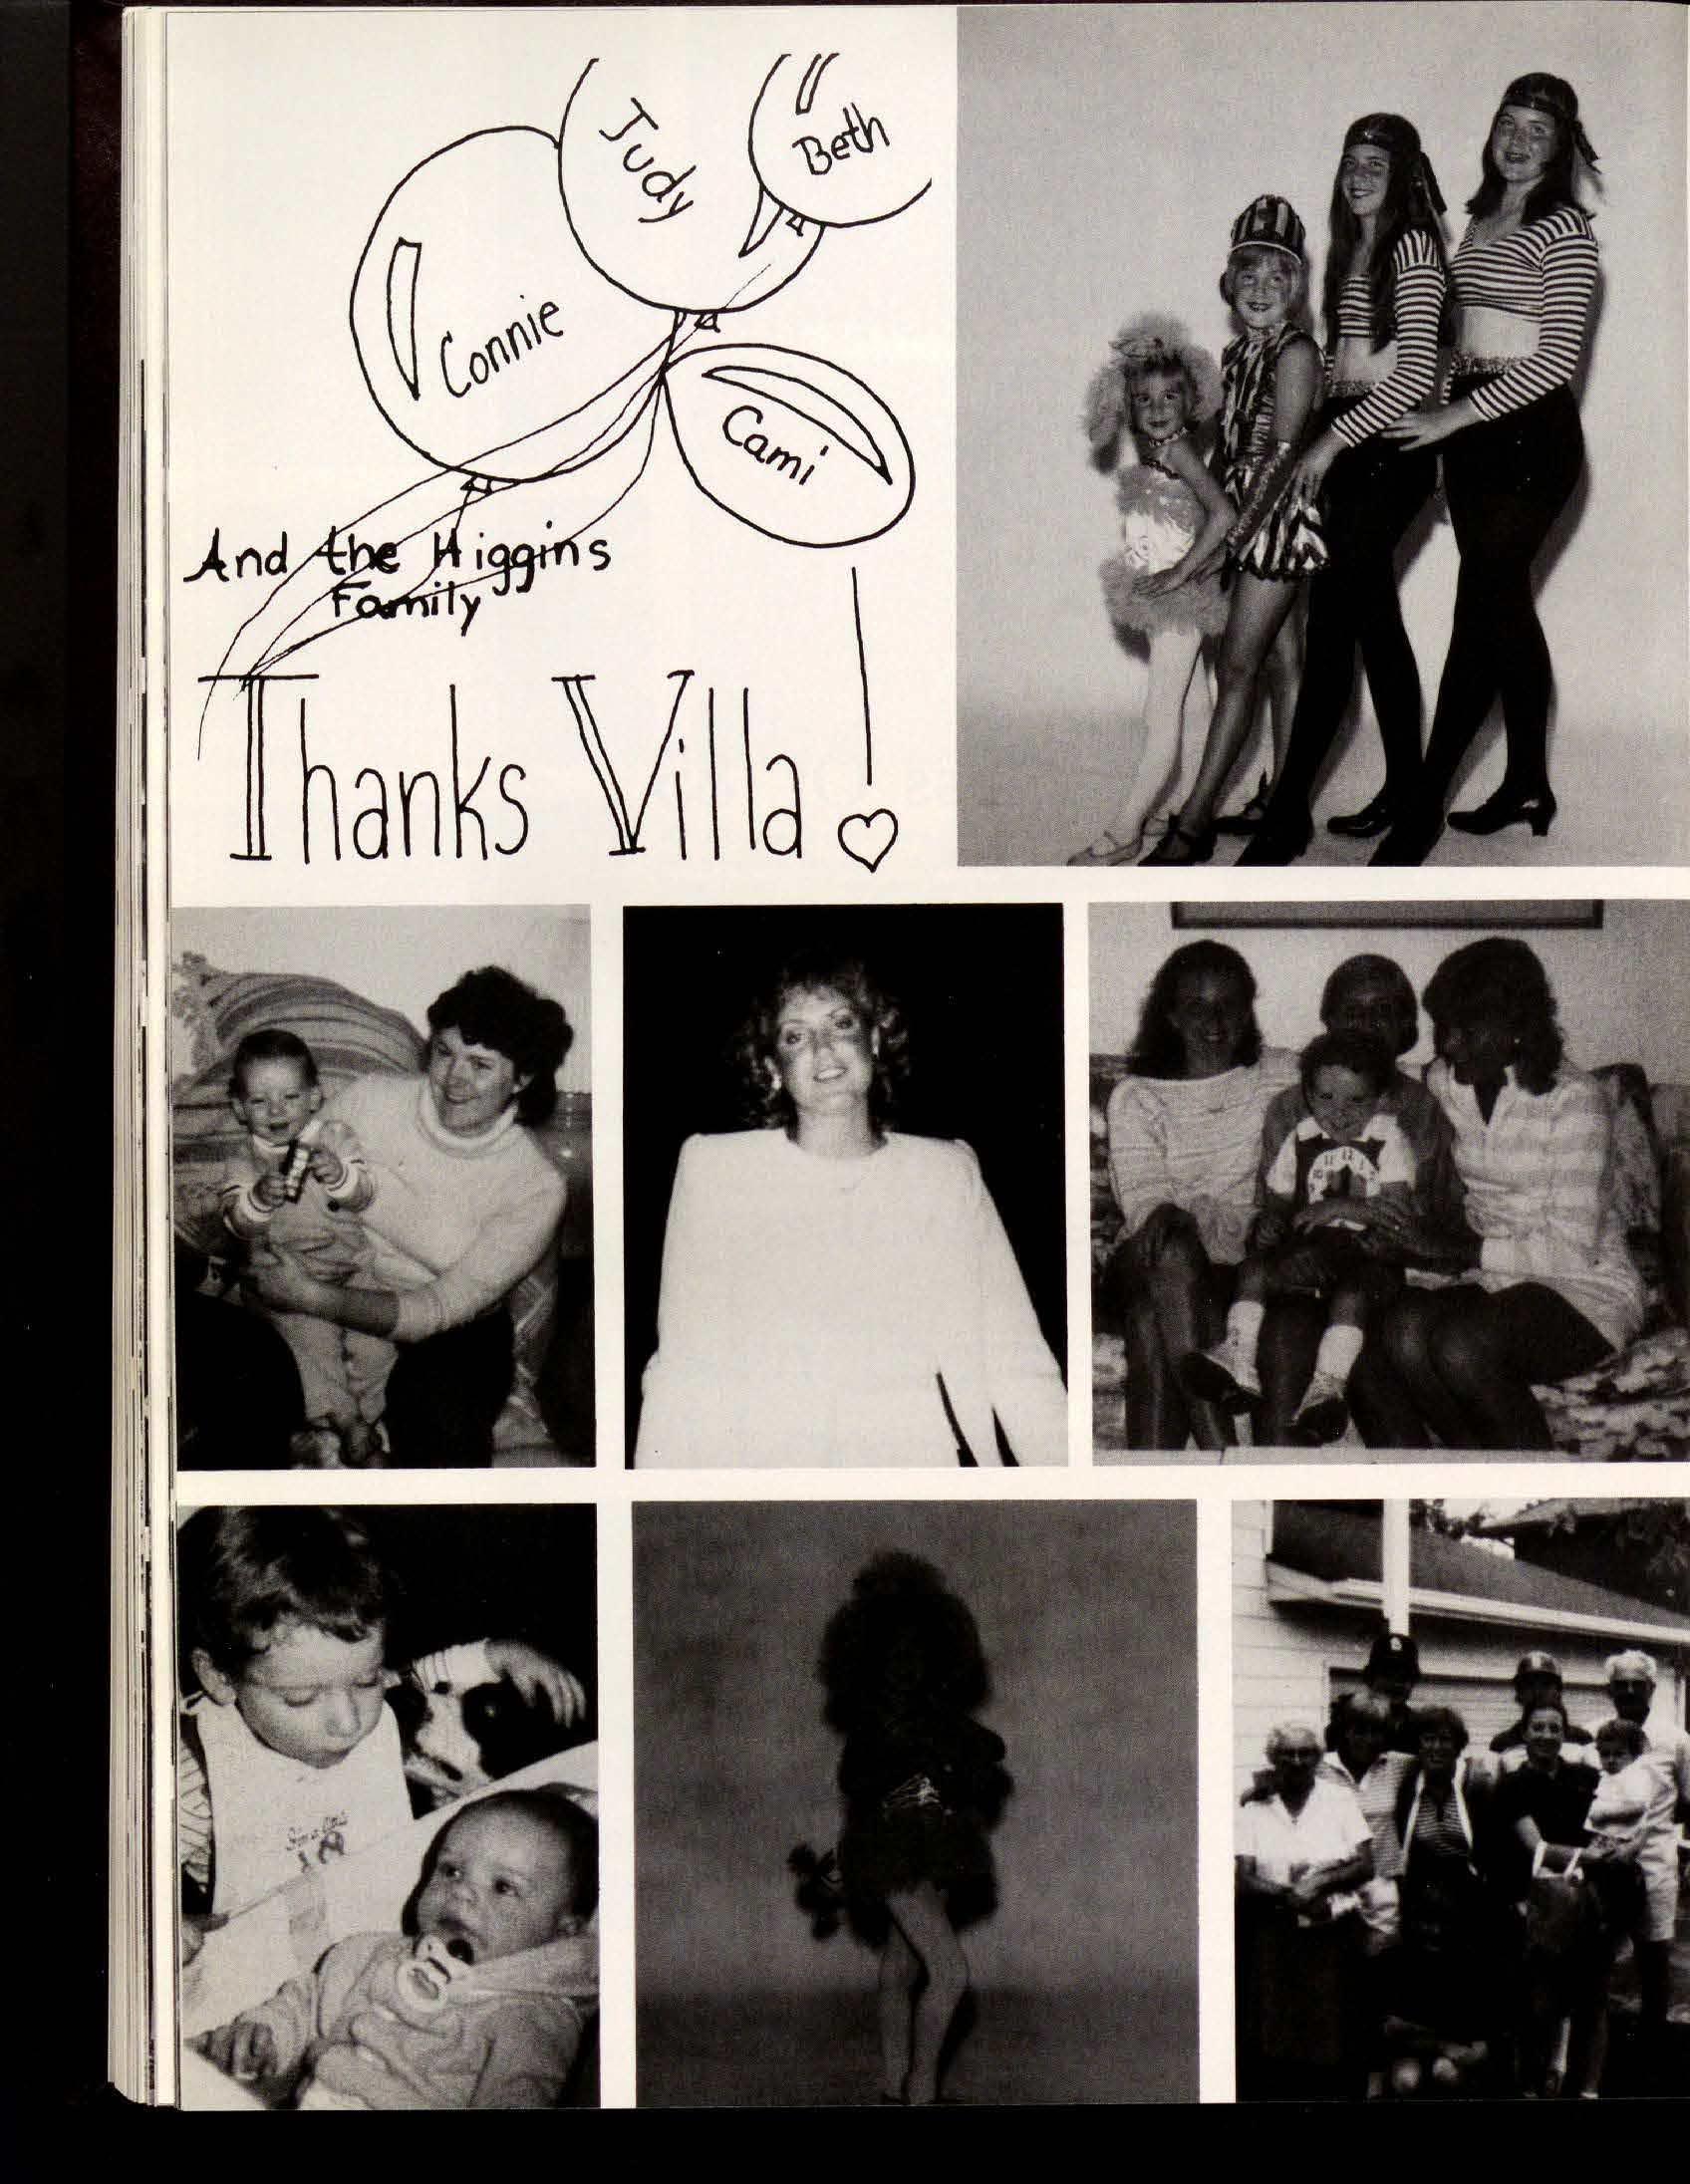 Connie
Judy
Beth
Cami
And the Higgins
Family
Thanks Villa!